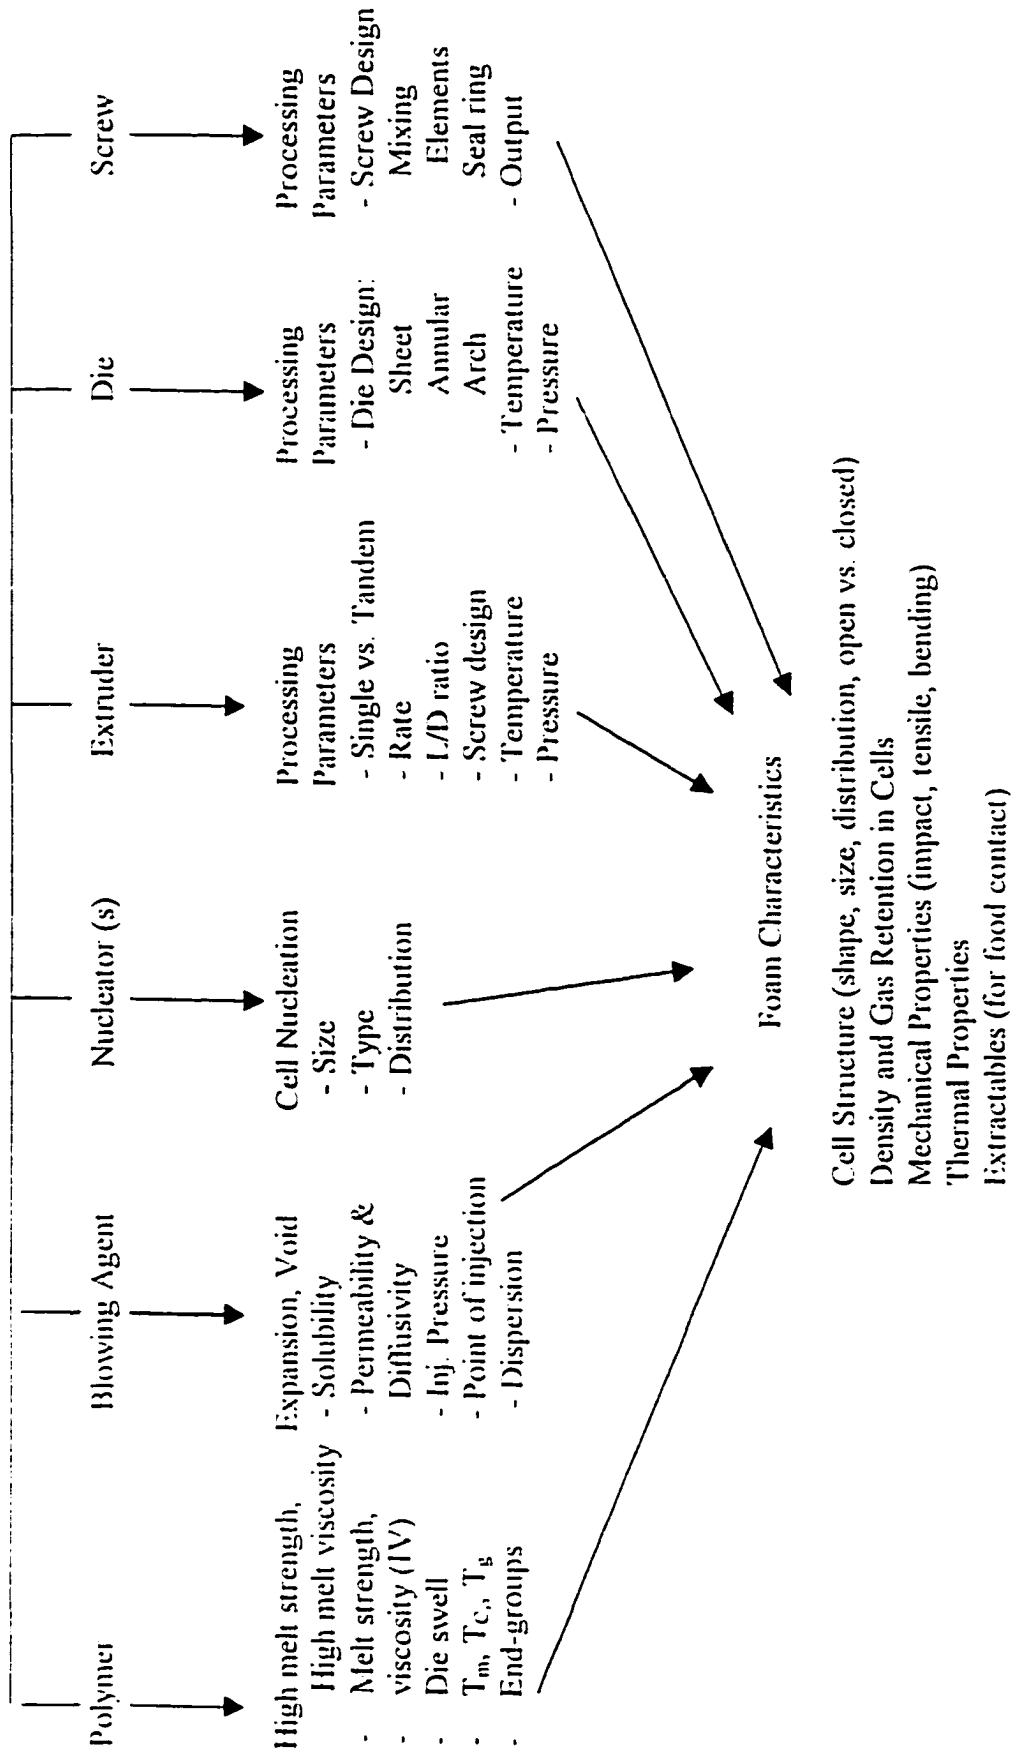 Polymer
Blowing Agent
Nucleator (s)
Extruder
Die
Screw
High melt strength,
High melt viscosity
- Melt strength,
- viscosity (IV)
- Die swell
- Tm, Tc,, Tg
- End-groups
Expansion, Void
- Solubility
- Permeability &
Diffusivity
- Inj. Pressure
- Point of injection
- Dispersion
Cell Nucleation
- Size
- Type
- Distribution
Processing
Parameters
- Single vs. Tandem
- Rate
- L/D ratio
- Screw design
- Temperature
- Pressure
Processing
Parameters
- Die Design:
Sheet
Annular
Arch
- Temperature
- Pressure
Processing
Parameters
- Screw Design
Mixing
Elements
Seal ring
- Output
Foam Characteristics
Cell Structure (shape, size, distribution, open vs. closed)
Density and Gas Retention in Cells
Mechanical Properties (impact, tensile, bending)
Thermal Properties
Extractables (for food contact)